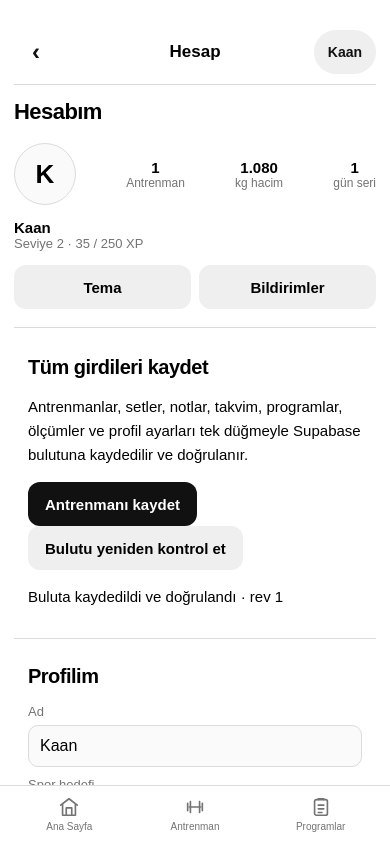 ‹
Hesap
Kaan
Hesabım
K
1
Antrenman
1.080
kg hacim
1
gün seri
Kaan
Seviye 2 · 35 / 250 XP
Tema
Bildirimler
Tüm girdileri kaydet
Antrenmanlar, setler, notlar, takvim, programlar,
ölçümler ve profil ayarları tek düğmeyle Supabase
bulutuna kaydedilir ve doğrulanır.
Antrenmanı kaydet
Bulutu yeniden kontrol et
Buluta kaydedildi ve doğrulandı · rev 1
Profilim
Ad
Kaan
Spor hedefi
Ana Sayfa
Antrenman
Programlar